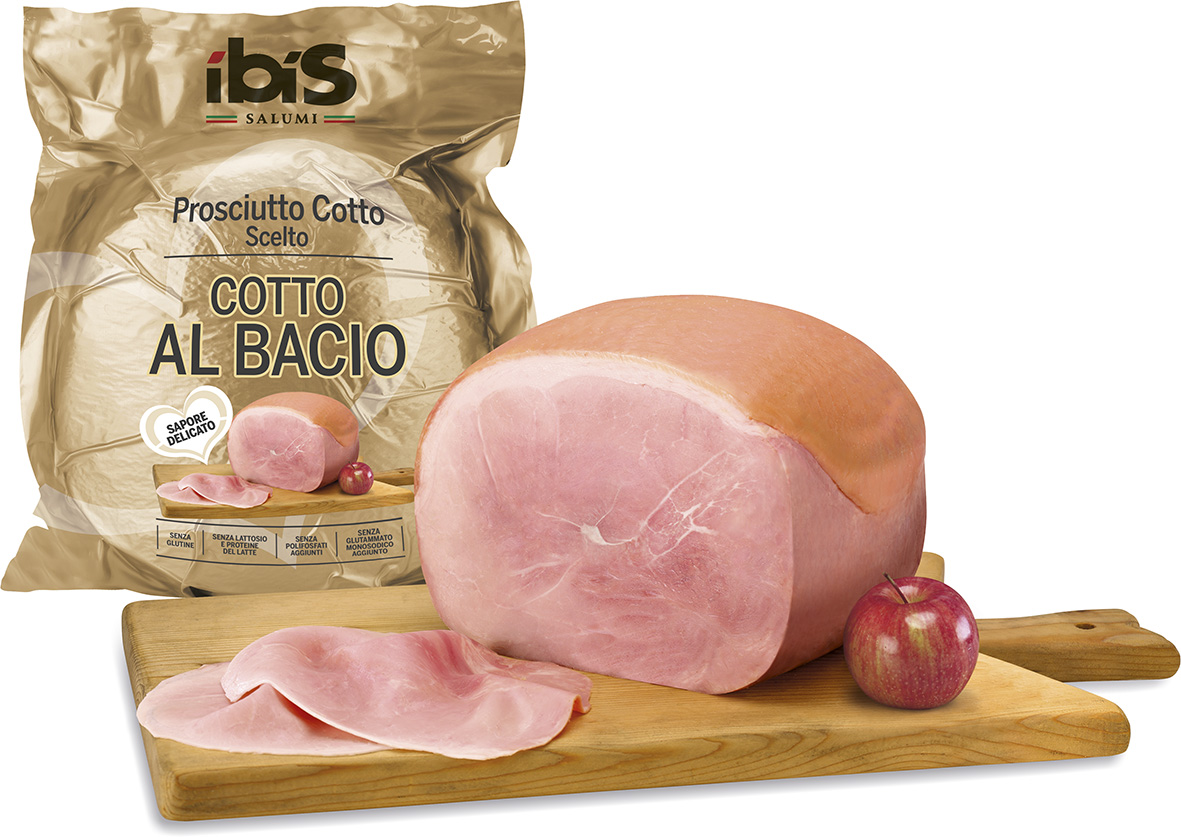 ibis
SALUMI
Prosciutto Cotto
Scelto
COTTO
AL BACIO
SAPORE
DELICATO
SENZA
GLUTINE
SENZA LATTOSIO
E PROTEINE
DEL LATTE
SENZA
POLIFOSFATI
AGGIUNTI
SENZA
GLUTAMMATO
MONOSODICO
AGGIUNTO